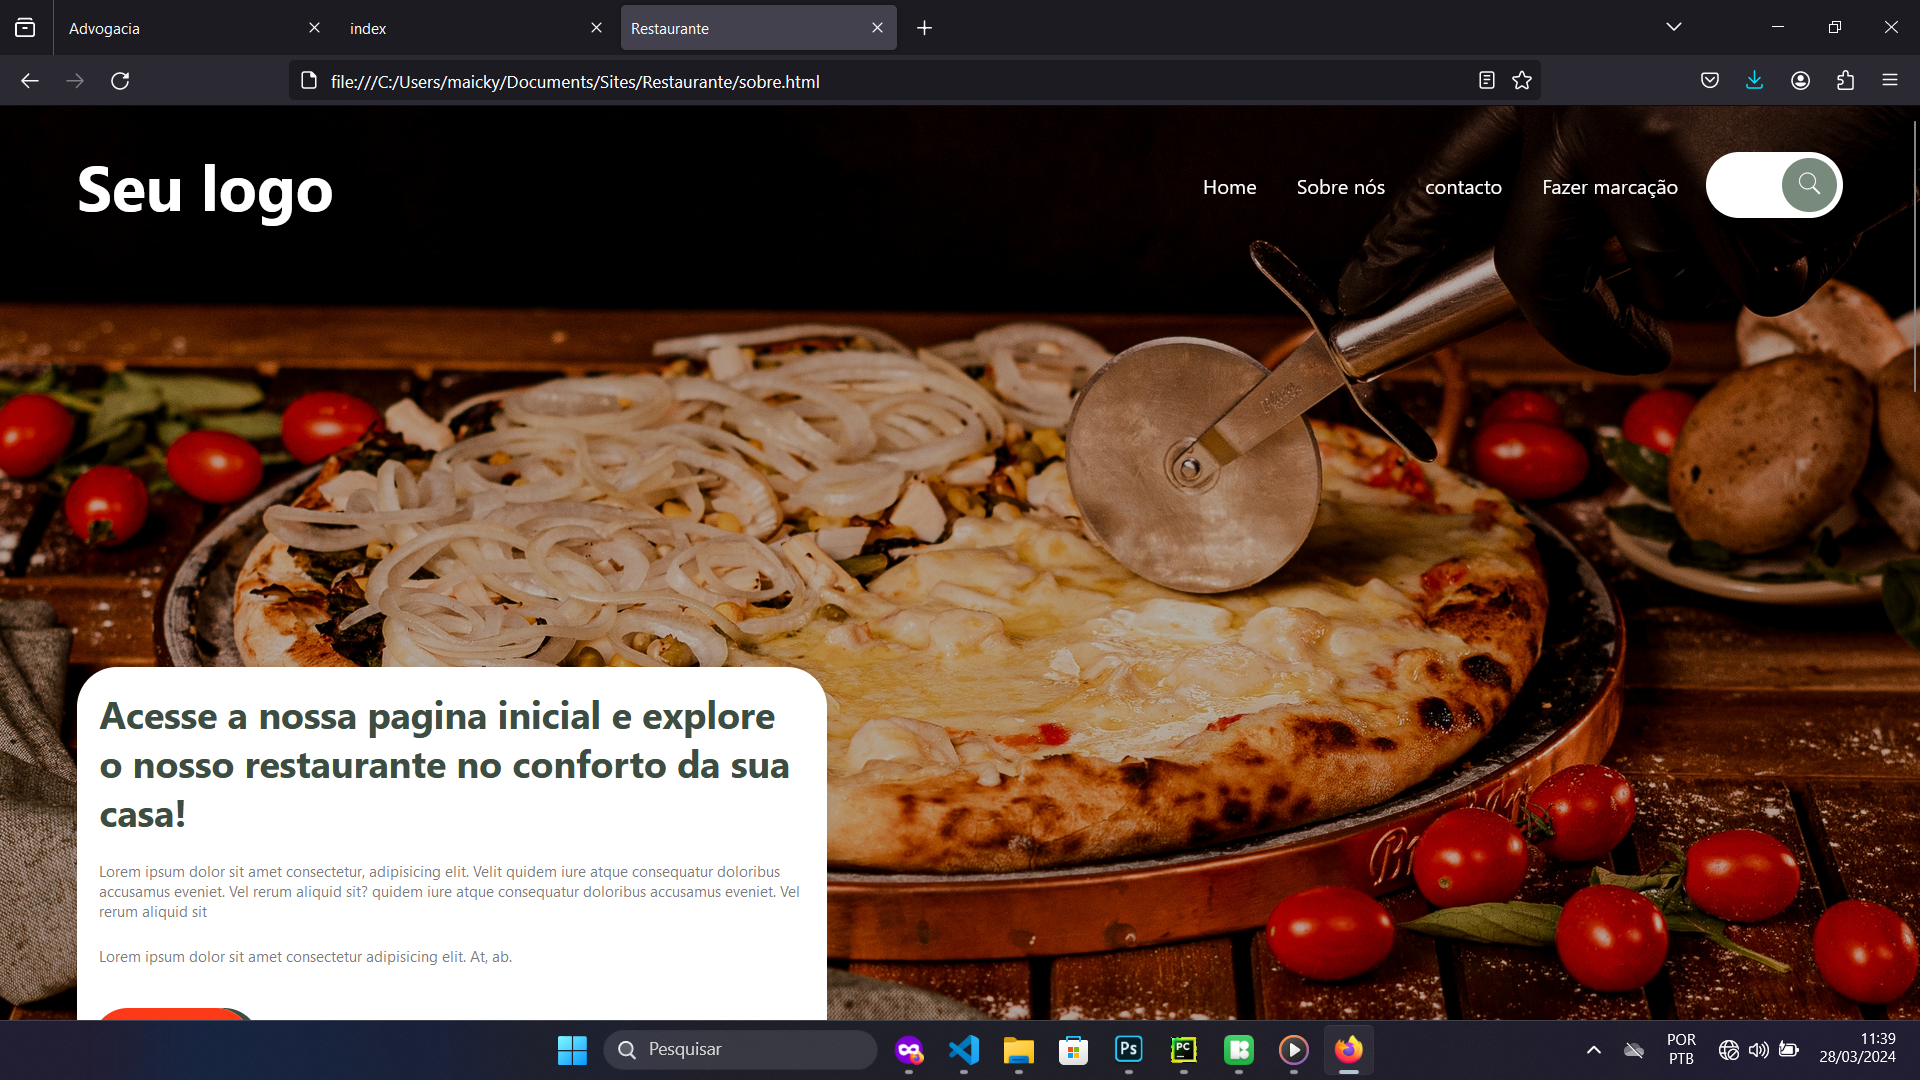 Advogacia
index
Restaurante
file:///C:/Users/maicky/Documents/Sites/Restaurante/sobre.html
Seu logo
Home
Sobre nós
contacto
Fazer marcação
Acesse a nossa pagina inicial e explore
o nosso restaurante no conforto da sua
casa!
Lorem ipsum dolor sit amet consectetur, adipisicing elit. Velit quidem iure atque consequatur doloribus
accusamus eveniet. Vel rerum aliquid sit? quidem iure atque consequatur doloribus accusamus eveniet. Vel
rerum aliquid sit
Lorem ipsum dolor sit amet consectetur adipisicing elit. At, ab.
Pesquisar
Ps
PC
POR
PTB
11:39
28/03/2024